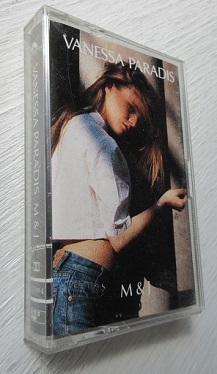 VANESSA PARADIS
M & J
VANESSA PARADIS M & J